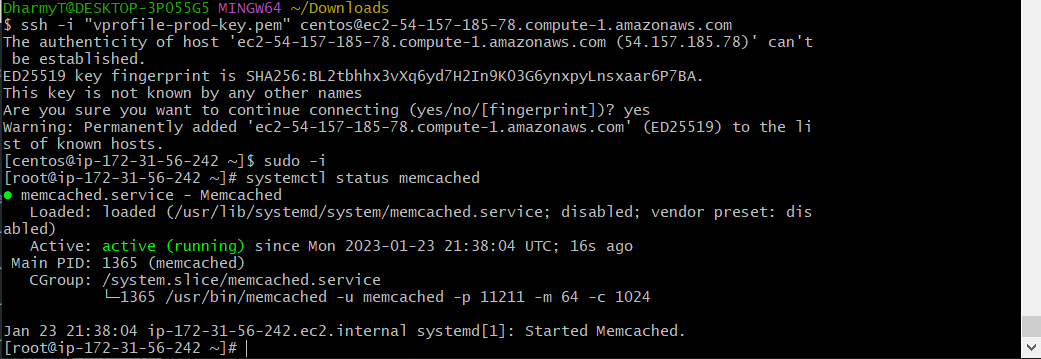 DharmyT@DESKTOP-3PO55G5 MINGW64 ~/Downloads
$ ssh -i "vprofile-prod-key.pem" centos@ec2-54-157-185-78.compute-1.amazonaws.com
The authenticity of host 'ec2-54-157-185-78.compute-1.amazonaws.com (54.157.185.78)' can't
 be established.
ED25519 key fingerprint is SHA256:BL2tbhhx3vXq6yd7H2In9KO3G6ynxpyLnsxaar6P7BA.
This key is not known by any other names
Are you sure you want to continue connecting (yes/no/[fingerprint])? yes
Warning: Permanently added 'ec2-54-157-185-78.compute-1.amazonaws.com' (ED25519) to the li
st of known hosts.
[centos@ip-172-31-56-242 ~]$ sudo -i
[root@ip-172-31-56-242 ~]# systemctl status memcached
● memcached.service - Memcached
   Loaded: loaded (/usr/lib/systemd/system/memcached.service; disabled; vendor preset: dis
abled)
   Active: active (running) since Mon 2023-01-23 21:38:04 UTC; 16s ago
 Main PID: 1365 (memcached)
   CGroup: /system.slice/memcached.service
           └─1365 /usr/bin/memcached -u memcached -p 11211 -m 64 -c 1024

Jan 23 21:38:04 ip-172-31-56-242.ec2.internal systemd[1]: Started Memcached.
[root@ip-172-31-56-242 ~]#